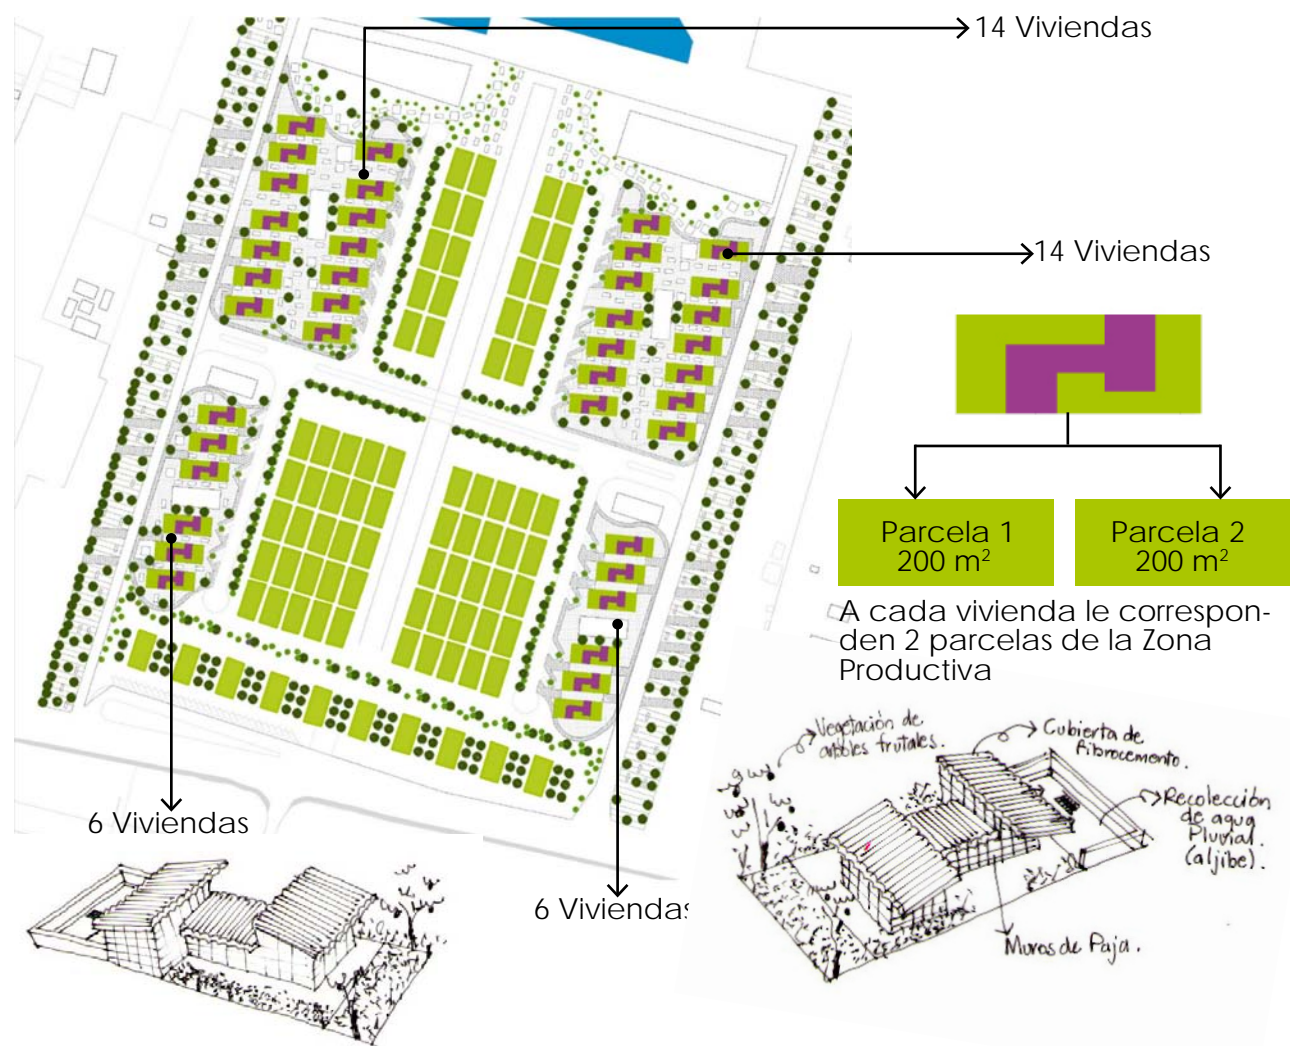 14 Viviendas
14 Viviendas
Parcela 1
200 m²
Parcela 2
200 m²
A cada vivienda le correspon-
den 2 parcelas de la Zona
Productiva
6 Viviendas
6 Viviendas
Vegetación de
arboles frutales.
Cubierta de
Fibrocemento.
Recolección
de agua
Pluvial.
(aljibe).
Muros de Paja.